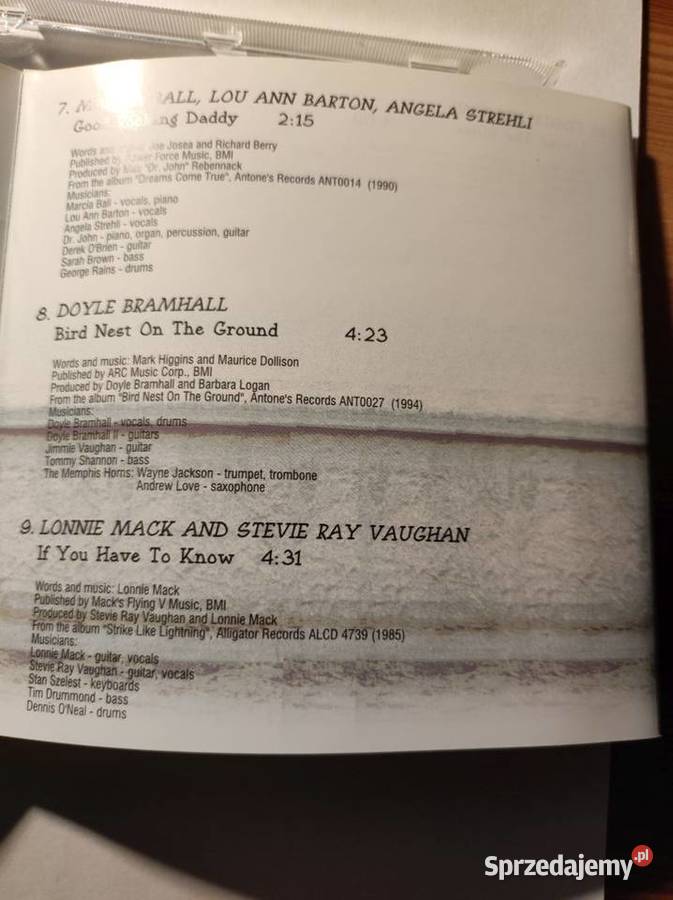 7. BALL, LOU ANN BARTON, ANGELA STREHLI
Daddy 2:15
Words Joe Josea and Richard Berry
Published Force Music, BMI
Produced by "Dr. John" Rebennack
From the album "Dreams Come True", Antone's Records ANT0014 (1990)
Musicians:
Marcia Ball - vocals, piano
Lou Ann Barton - vocals
Angela Strehli - vocals
Dr. John - piano, organ, percussion, guitar
Derek O'Brien - guitar
Sarah Brown - bass
George Rains - drums
8. DOYLE BRAMHALL
Bird Nest On The Ground 4:23
Words and music: Mark Higgins and Maurice Dollison
Published by ARC Music Corp., BMI
Produced by Doyle Bramhall and Barbara Logan
From the album "Bird Nest On The Ground", Antone's Records ANT0027 (1994)
Musicians:
Doyle Bramhall - vocals, drums
Doyle Bramhall II - guitars
Jimmie Vaughan - guitar
Tommy Shannon - bass
The Memphis Horns: Wayne Jackson - trumpet, trombone
Andrew Love - saxophone
9. LONNIE MACK AND STEVIE RAY VAUGHAN
If You Have To Know 4:31
Words and music: Lonnie Mack
Published by Mack's Flying V Music, BMI
Produced by Stevie Ray Vaughan and Lonnie Mack
From the album "Strike Like Lightning", Alligator Records ALCD 4739 (1985)
Musicians:
Lonnie Mack - guitar, vocals
Stevie Ray Vaughan - guitar, vocals
Stan Szelest - keyboards
Tim Drummond - bass
Dennis O'Neal - drums
Sprzedajemy.pl